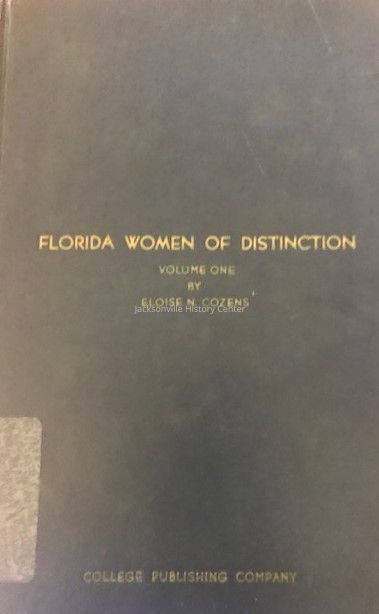 FLORIDA WOMEN OF DISTINCTION
VOLUME ONE
BY
ELOISE N. COZENS
Jacksonville History Center
COLLEGE PUBLISHING COMPANY